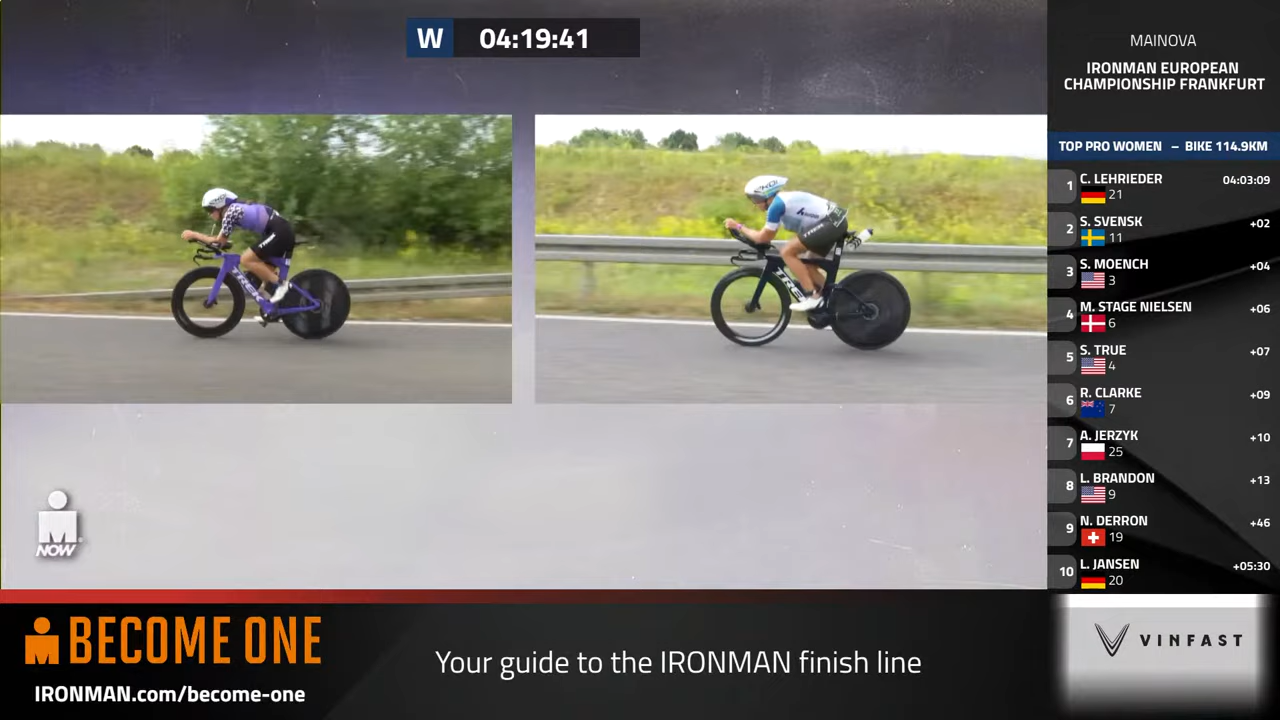 W 04:19:41
MAINOVA
IRONMAN EUROPEAN
CHAMPIONSHIP FRANKFURT
TOP PRO WOMEN – BIKE 114.9KM
1 C. LEHRIEDER 04:03:09
21
2 S. SVENSK +02
11
3 S. MOENCH +04
3
4 M. STAGE NIELSEN +06
6
5 S. TRUE +07
4
6 R. CLARKE +09
7
7 A. JERZYK +10
25
8 L. BRANDON +13
9
9 N. DERRON +46
19
10 L. JANSEN +05:30
20
TREK
TREK
NOW
BECOME ONE
IRONMAN.com/become-one
Your guide to the IRONMAN finish line
VINFAST